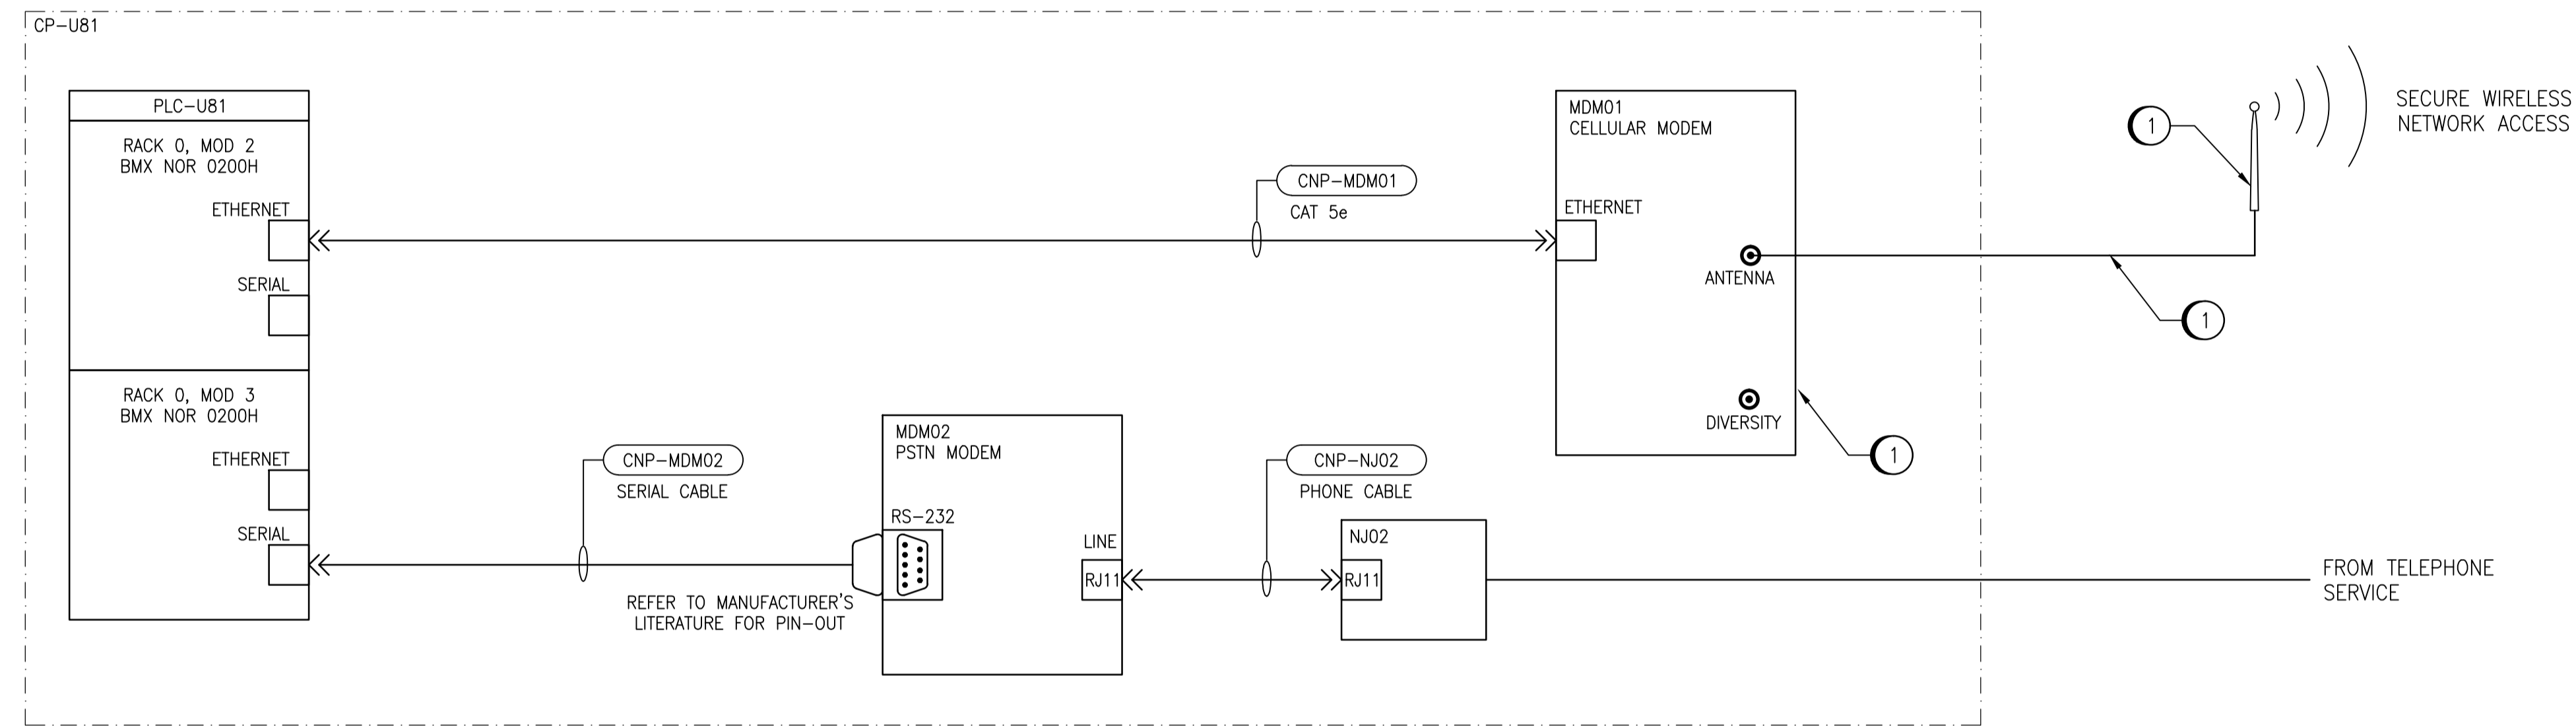 CP-U81
PLC-U81
RACK 0, MOD 2
BMX NOR 0200H
ETHERNET
SERIAL
RACK 0, MOD 3
BMX NOR 0200H
ETHERNET
SERIAL
CNP-MDM01
CAT 5e
MDM01
CELLULAR MODEM
ETHERNET
ANTENNA
DIVERSITY
1
1
1
SECURE WIRELESS
NETWORK ACCESS
CNP-MDM02
SERIAL CABLE
REFER TO MANUFACTURER'S
LITERATURE FOR PIN-OUT
MDM02
PSTN MODEM
RS-232
LINE
RJ11
CNP-NJ02
PHONE CABLE
NJ02
RJ11
FROM TELEPHONE
SERVICE